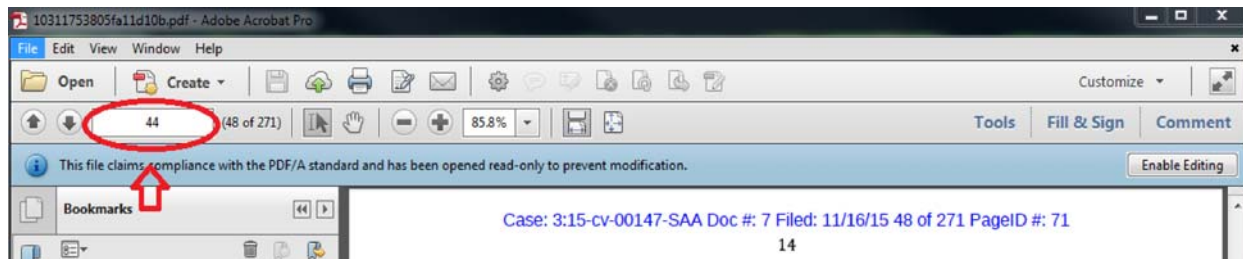 10311753805fa11d10b.pdf - Adobe Acrobat Pro
File Edit View Window Help
Open Create Customize
44 (48 of 271) 85.8% Tools Fill & Sign Comment
This file claims compliance with the PDF/A standard and has been opened read-only to prevent modification. Enable Editing
Bookmarks
Case: 3:15-cv-00147-SAA Doc #: 7 Filed: 11/16/15 48 of 271 PageID #: 71
14